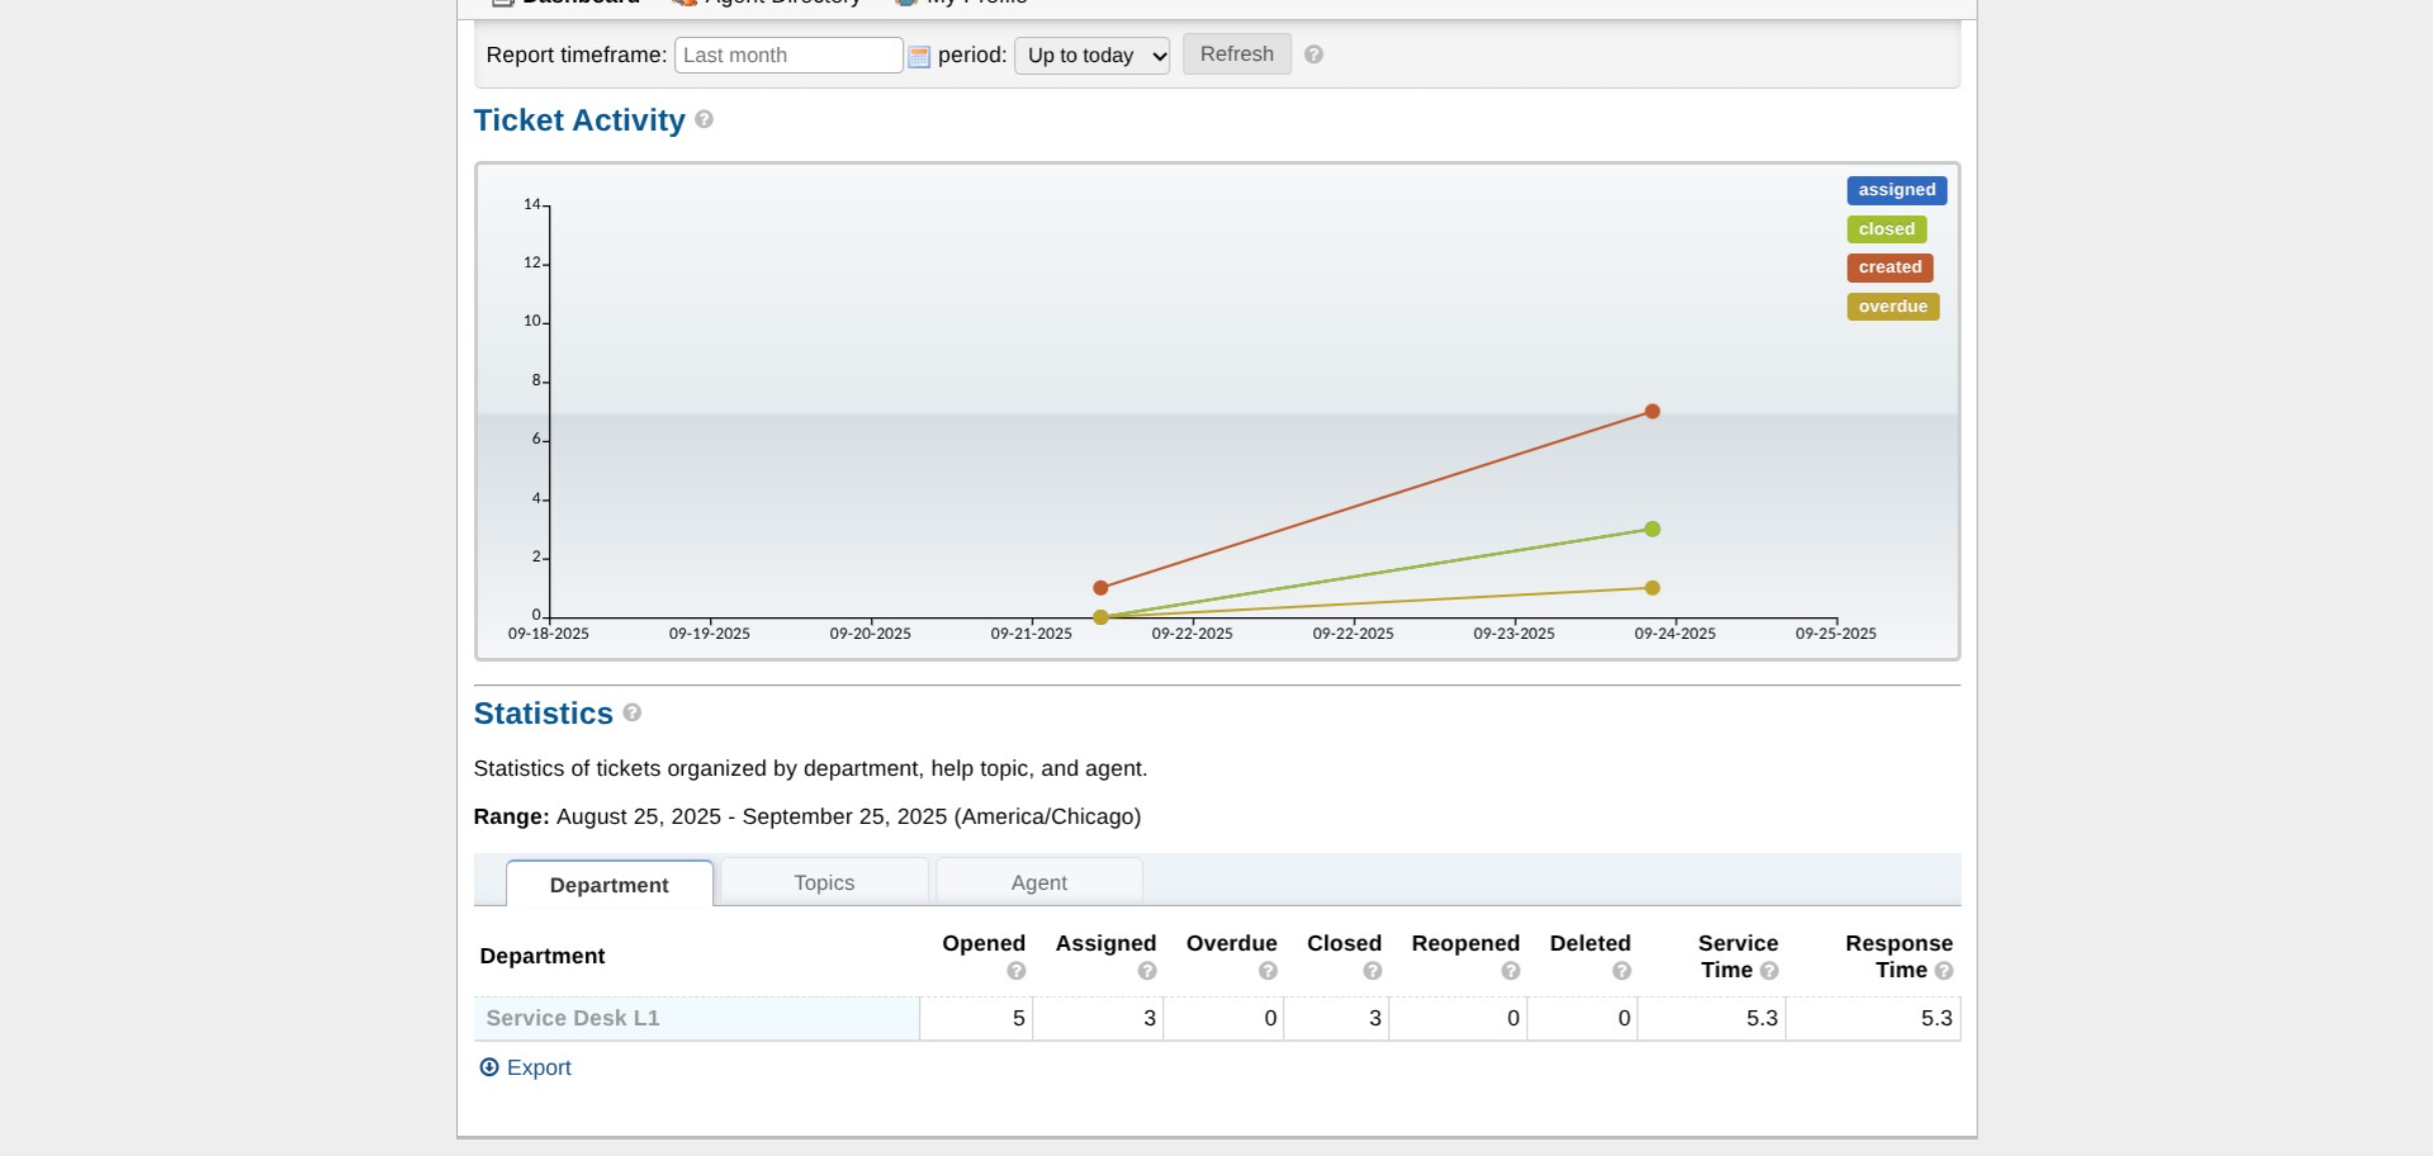 Dashboard Agent Directory My Profile
Report timeframe: Last month period: Up to today Refresh ?
Ticket Activity ?
assigned
closed
created
overdue
14
12
10
8
6
4
2
0
09-18-2025 09-19-2025 09-20-2025 09-21-2025 09-22-2025 09-22-2025 09-23-2025 09-24-2025 09-25-2025
Statistics ?
Statistics of tickets organized by department, help topic, and agent.
Range: August 25, 2025 - September 25, 2025 (America/Chicago)
Department Topics Agent
Department Opened ? Assigned ? Overdue ? Closed ? Reopened ? Deleted ? Service Time ? Response Time ?
Service Desk L1 5 3 0 3 0 0 5.3 5.3
Export